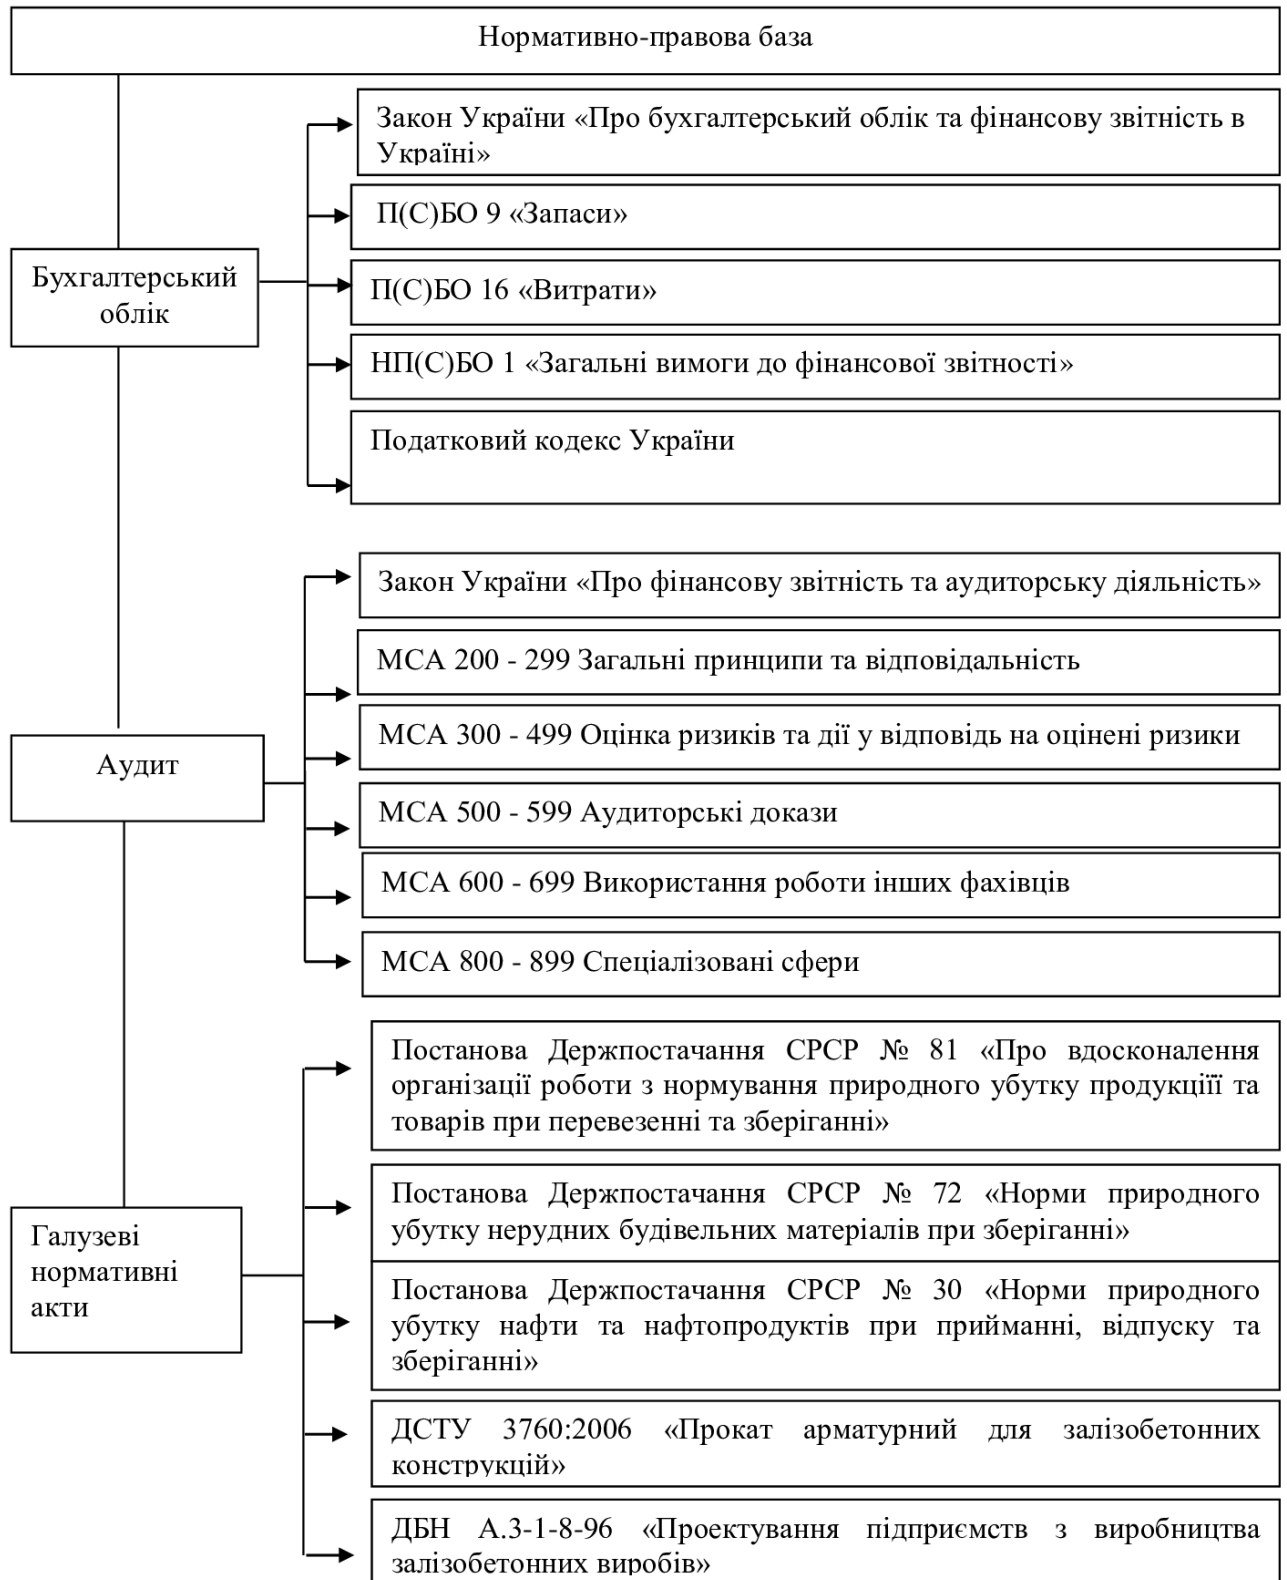 Нормативно-правова база
Закон України «Про бухгалтерський облік та фінансову звітність в
Україні»
П(С)БО 9 «Запаси»
Бухгалтерський
облік
П(С)БО 16 «Витрати»
НП(С)БО 1 «Загальні вимоги до фінансової звітності»
Податковий кодекс України
Закон України «Про фінансову звітність та аудиторську діяльність»
МСА 200 - 299 Загальні принципи та відповідальність
МСА 300 - 499 Оцінка ризиків та дії у відповідь на оцінені ризики
Аудит
МСА 500 - 599 Аудиторські докази
МСА 600 - 699 Використання роботи інших фахівців
МСА 800 - 899 Спеціалізовані сфери
Постанова Держпостачання СРСР № 81 «Про вдосконалення
організації роботи з нормування природного убутку продукціїї та
товарів при перевезенні та зберіганні»
Постанова Держпостачання СРСР № 72 «Норми природного
убутку нерудних будівельних матеріалів при зберіганні»
Галузеві
нормативні
акти
Постанова Держпостачання СРСР № 30 «Норми природного
убутку нафти та нафтопродуктів при прийманні, відпуску та
зберіганні»
ДСТУ 3760:2006 «Прокат арматурний для залізобетонних
конструкцій»
ДБН А.3-1-8-96 «Проектування підприємств з виробництва
залізобетонних виробів»